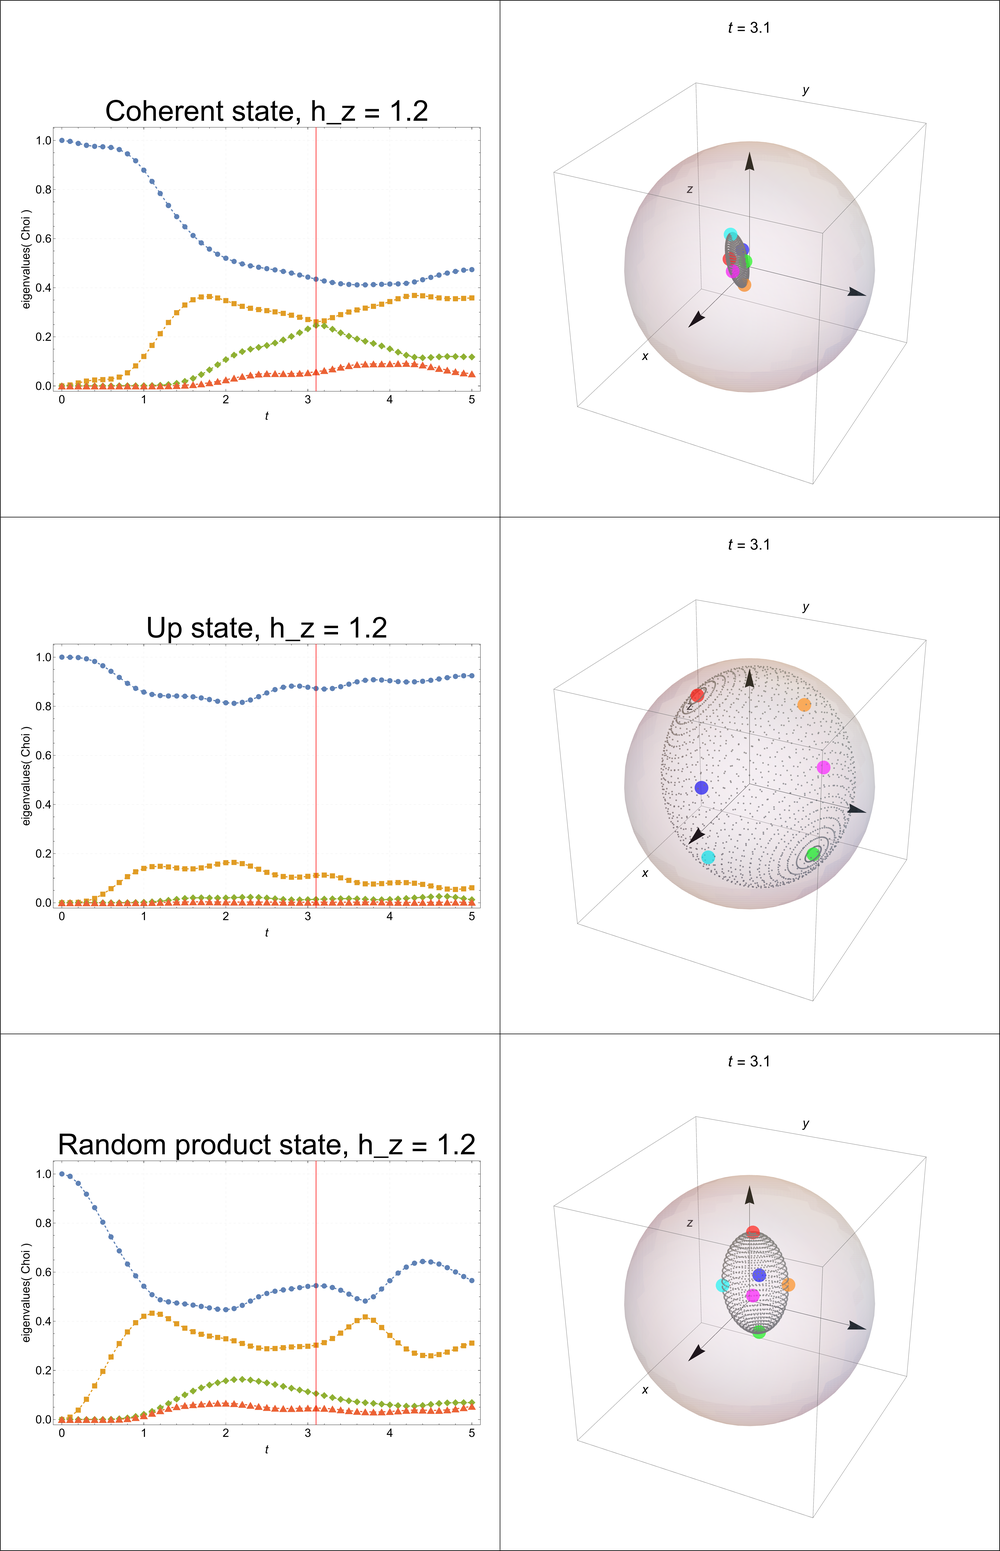 Coherent state, h_z = 1.2
eigenvalues( Choi )
1.0
0.8
0.6
0.4
0.2
0.0
0 1 2 3 4 5
t
t = 3.1
y
z
x
Up state, h_z = 1.2
eigenvalues( Choi )
1.0
0.8
0.6
0.4
0.2
0.0
0 1 2 3 4 5
t
t = 3.1
y
z
x
Random product state, h_z = 1.2
eigenvalues( Choi )
1.0
0.8
0.6
0.4
0.2
0.0
0 1 2 3 4 5
t
t = 3.1
y
z
x